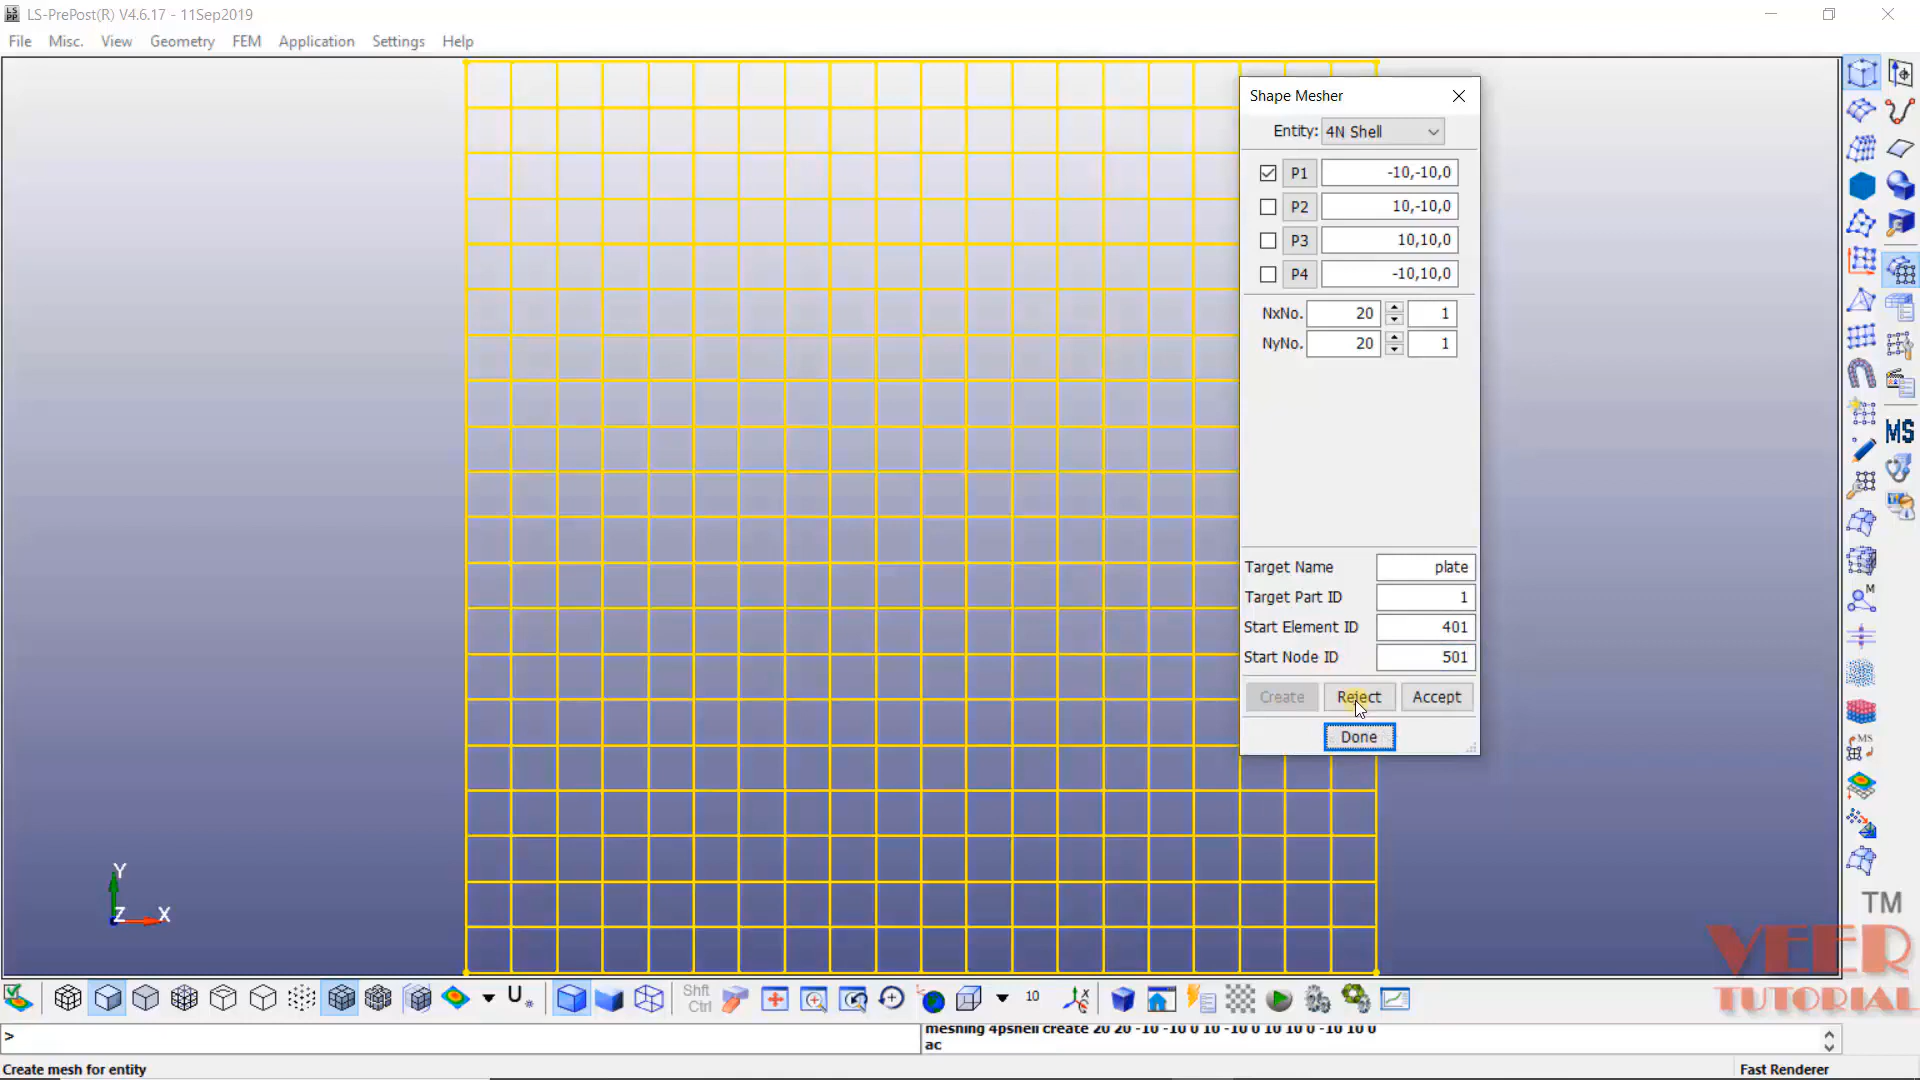 LS-PrePost(R) V4.6.17 - 11Sep2019
File Misc. View Geometry FEM Application Settings Help
Shape Mesher
Entity: 4N Shell
P1 -10,-10,0
P2 10,-10,0
P3 10,10,0
P4 -10,10,0
NxNo. 20 1
NyNo. 20 1
Target Name plate
Target Part ID 1
Start Element ID 401
Start Node ID 501
Create Reject Accept
Done
MS
M
MS
Y
Z X
TM
VEER
TUTORIAL
Shft
Ctrl
10
meshing 4pshell create 20 20 -10 -10 0 10 -10 0 10 10 0 -10 10 0
>
ac
Create mesh for entity
Fast Renderer